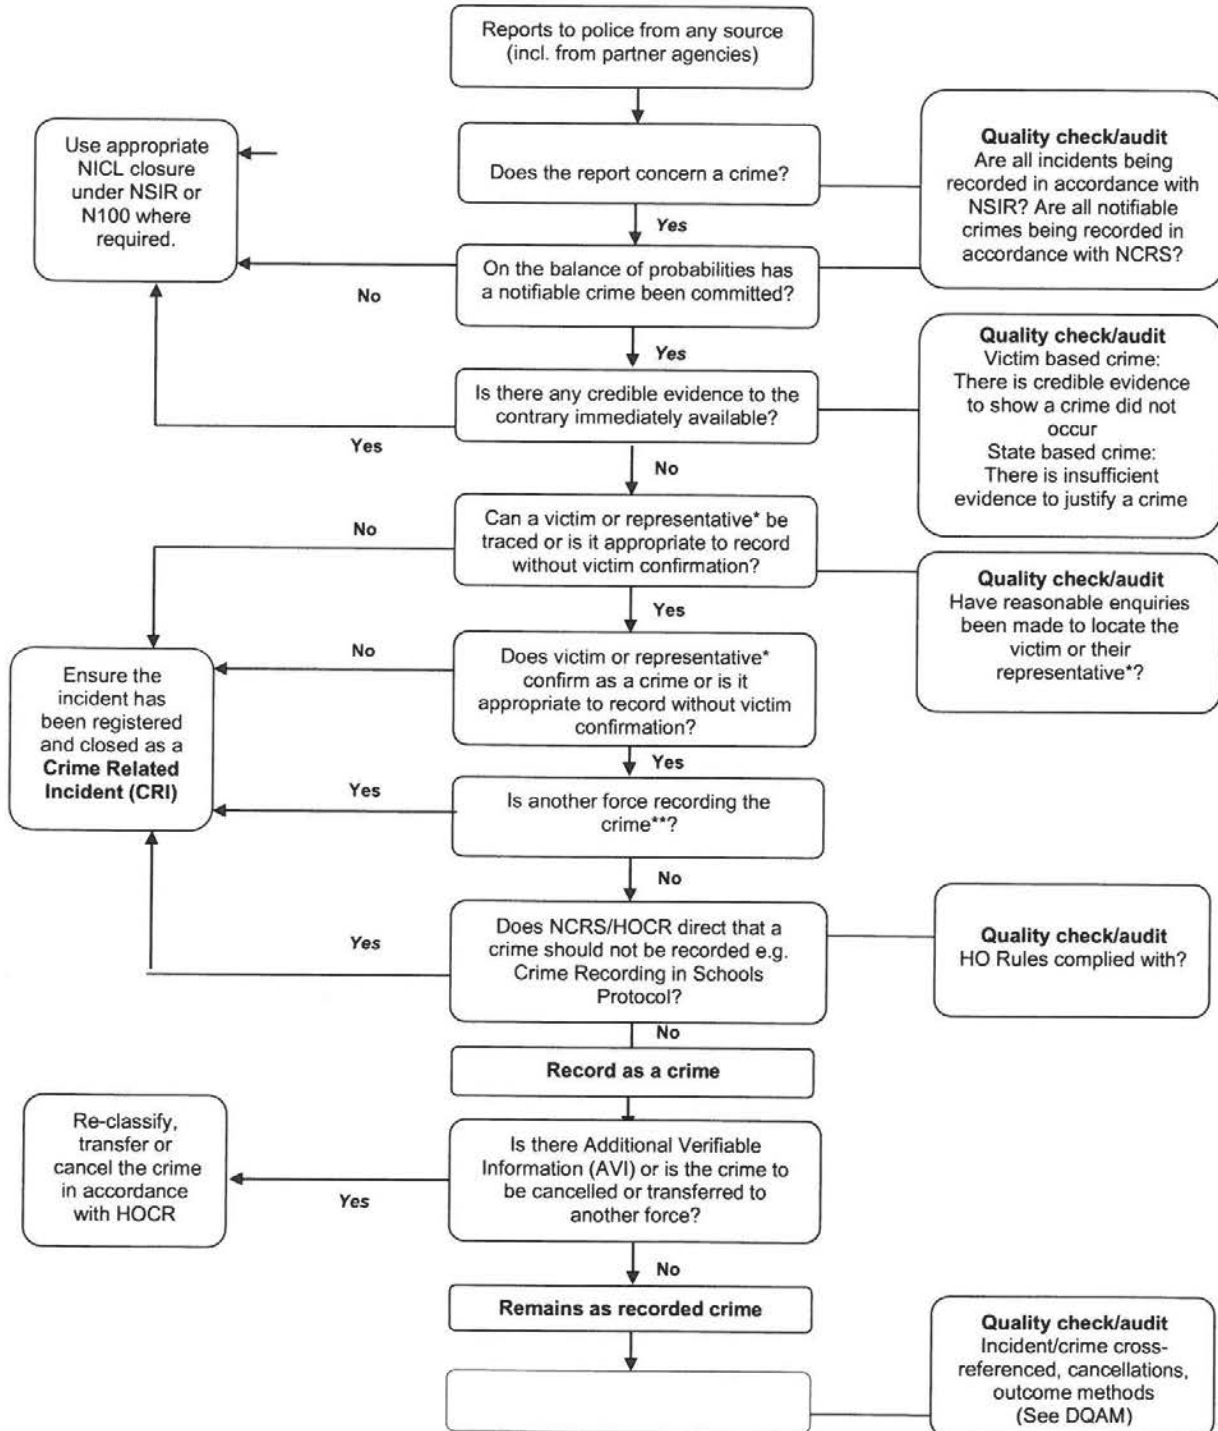 Reports to police from any source
(incl. from partner agencies)
Use appropriate
NICL closure
under NSIR or
N100 where
required.
Does the report concern a crime?
Quality check/audit
Are all incidents being
recorded in accordance with
NSIR? Are all notifiable
crimes being recorded in
accordance with NCRS?
Yes
On the balance of probabilities has
a notifiable crime been committed?
No
Yes
Is there any credible evidence to the
contrary immediately available?
Yes
Quality check/audit
Victim based crime:
There is credible evidence
to show a crime did not
occur
State based crime:
There is insufficient
evidence to justify a crime
No
Can a victim or representative* be
traced or is it appropriate to record
without victim confirmation?
No
Quality check/audit
Have reasonable enquiries
been made to locate the
victim or their
representative*?
Yes
Does victim or representative*
confirm as a crime or is it
appropriate to record without victim
confirmation?
No
Ensure the
incident has
been registered
and closed as a
Crime Related
Incident (CRI)
Yes
Is another force recording the
crime**?
Yes
No
Does NCRS/HOCR direct that a
crime should not be recorded e.g.
Crime Recording in Schools
Protocol?
Yes
Quality check/audit
HO Rules complied with?
No
Record as a crime
Re-classify,
transfer or
cancel the crime
in accordance
with HOCR
Is there Additional Verifiable
Information (AVI) or is the crime to
be cancelled or transferred to
another force?
Yes
No
Remains as recorded crime
Quality check/audit
Incident/crime cross-
referenced, cancellations,
outcome methods
(See DQAM)